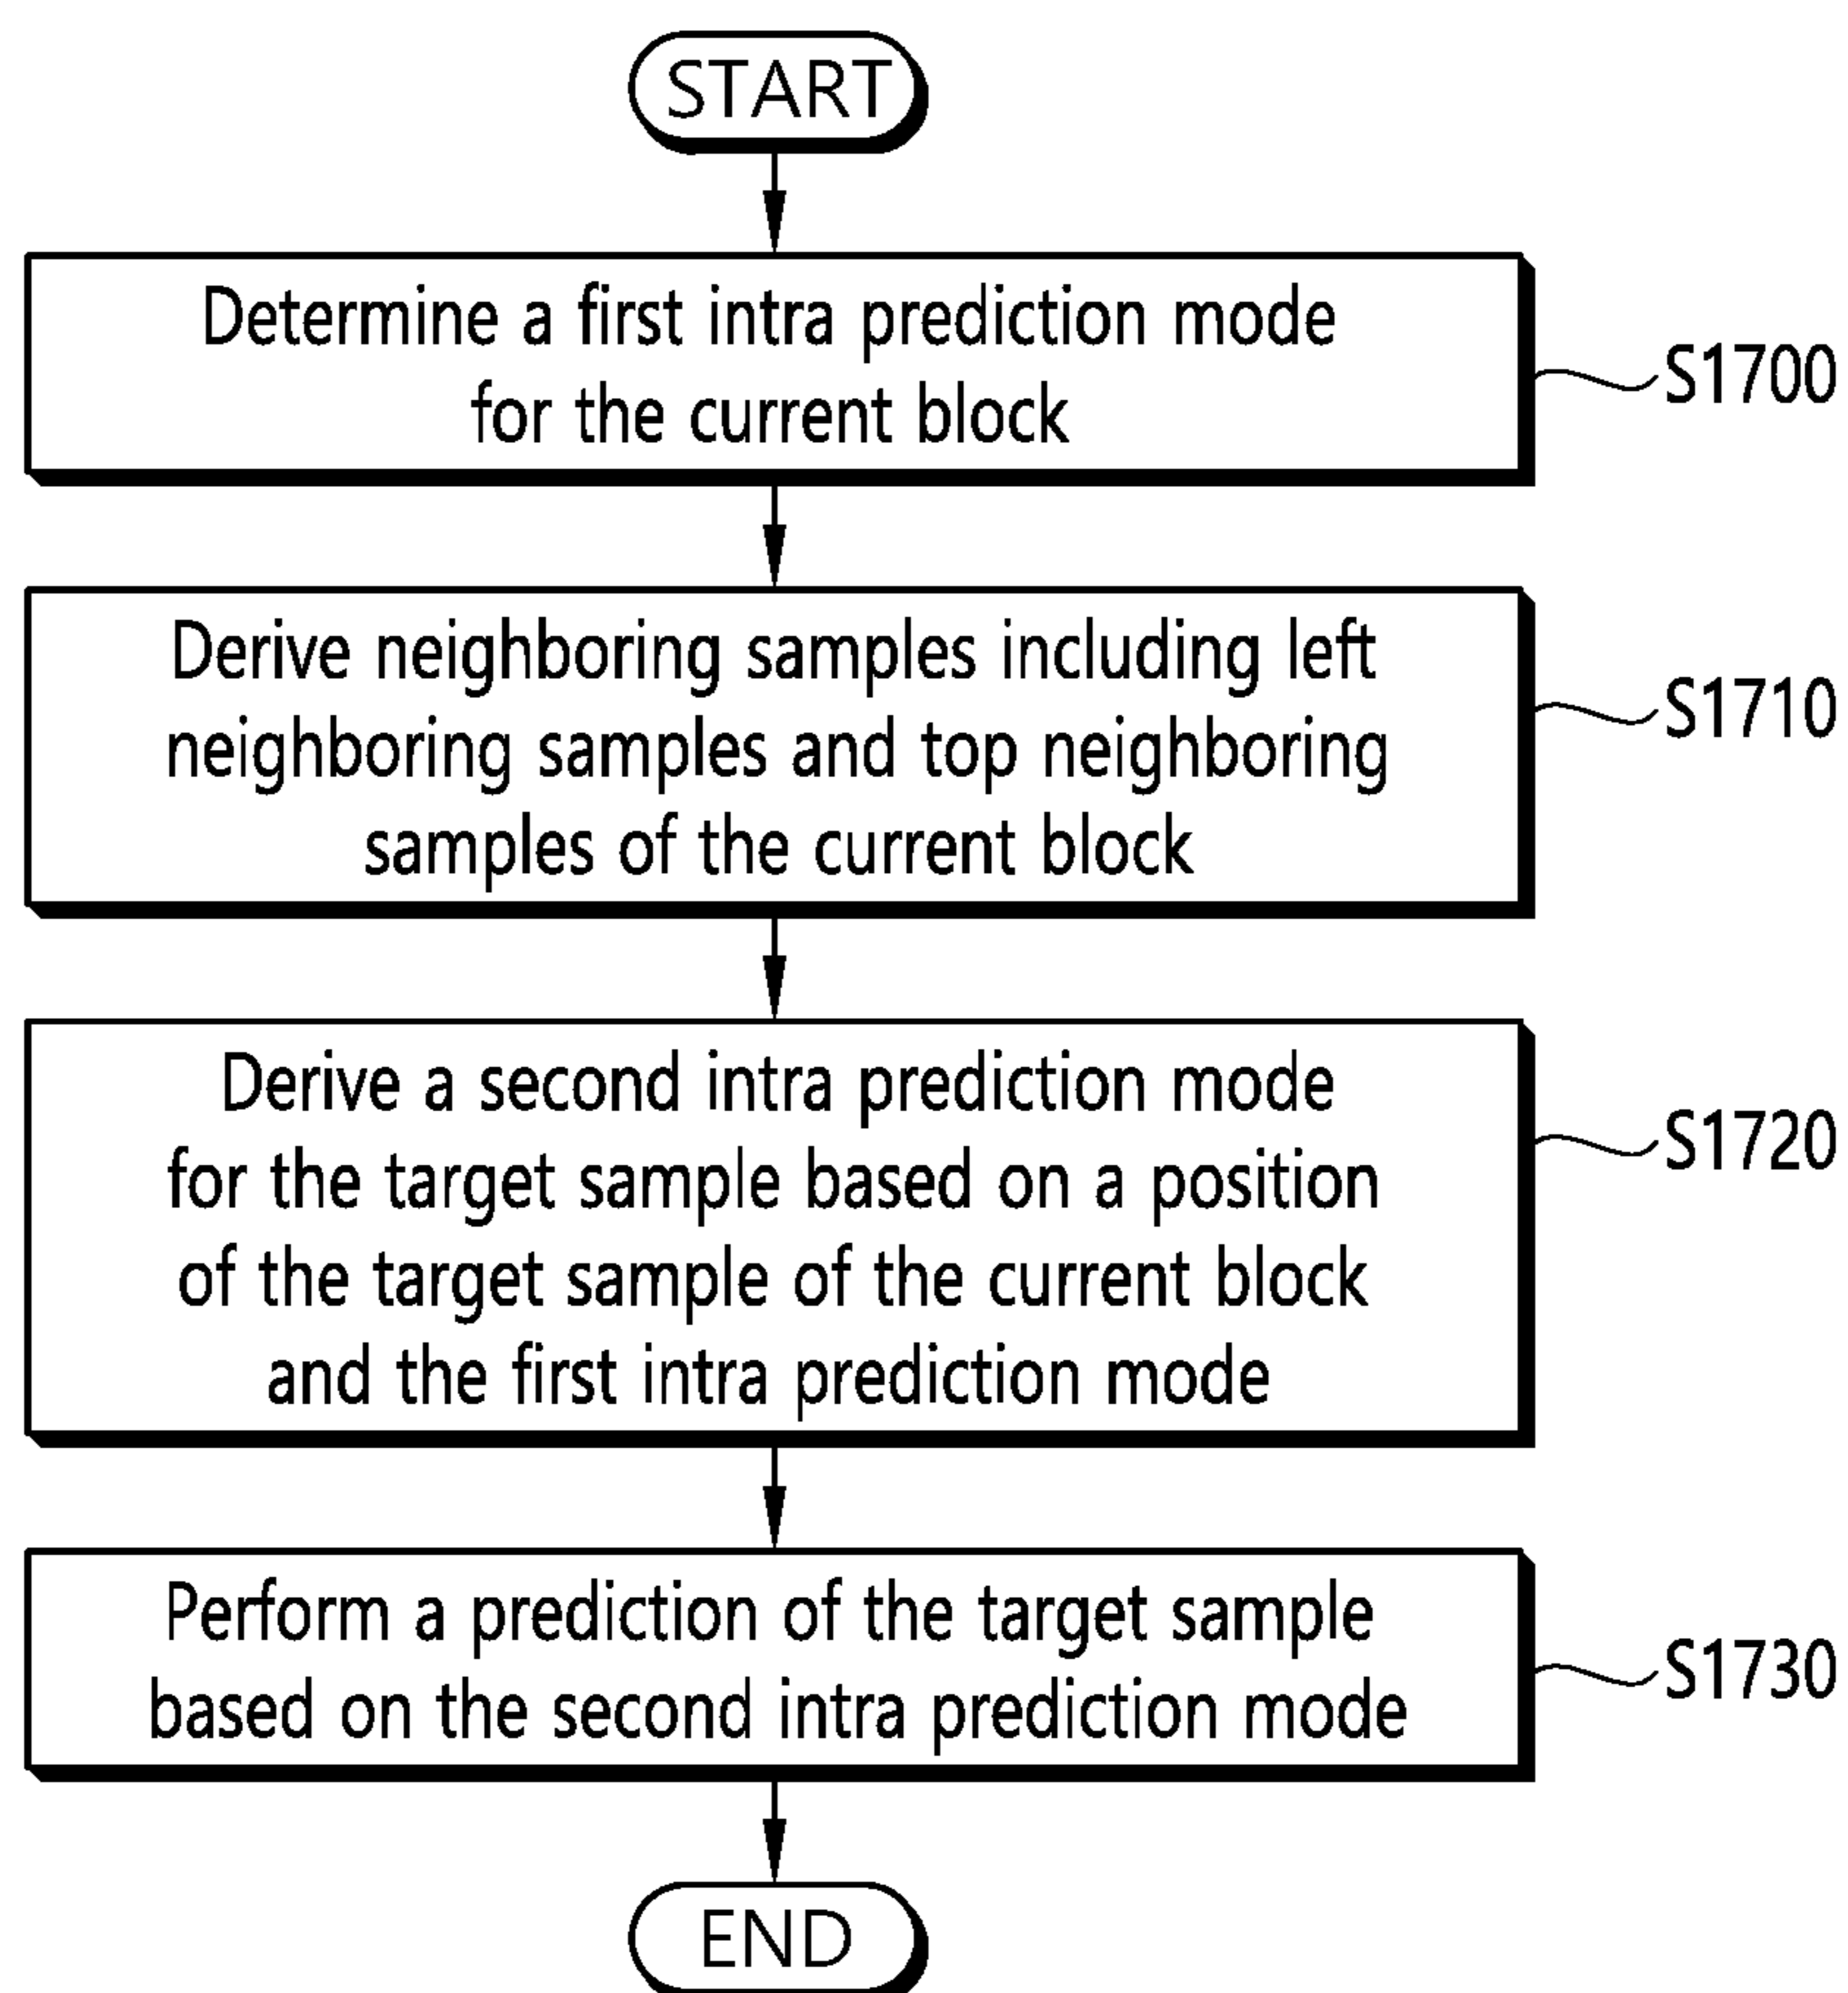 START
Determine a first intra prediction mode
for the current block
S1700
Derive neighboring samples including left
neighboring samples and top neighboring
samples of the current block
S1710
Derive a second intra prediction mode
for the target sample based on a position
of the target sample of the current block
and the first intra prediction mode
S1720
Perform a prediction of the target sample
based on the second intra prediction mode
S1730
END